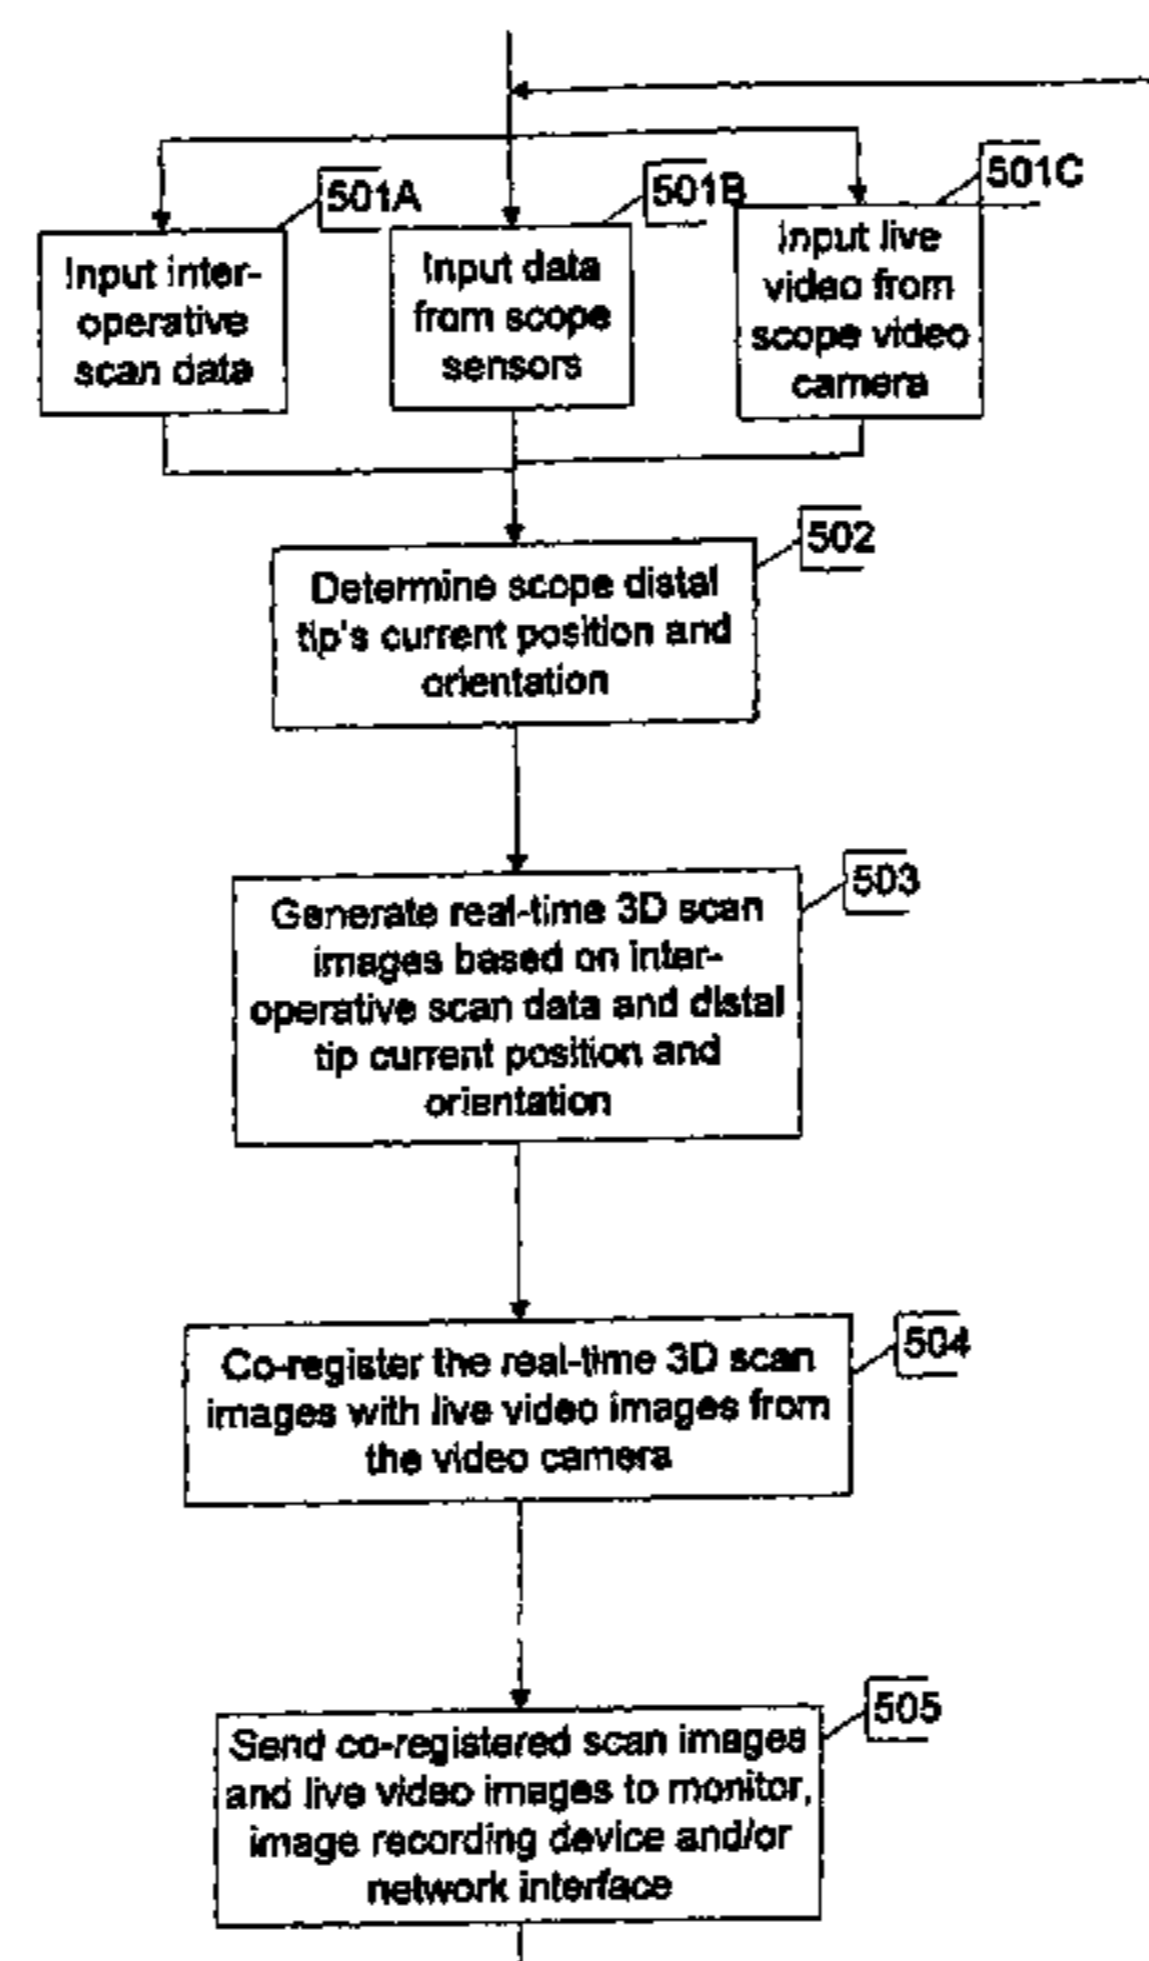 501A
Input inter-
operative
scan data
501B
Input data
from scope
sensors
501C
Input live
video from
scope video
camera
502
Determine scope distal
tip's current position and
orientation
503
Generate real-time 3D scan
images based on inter-
operative scan data and distal
tip current position and
orientation
504
Co-register the real-time 3D scan
images with live video images from
the video camera
505
Send co-registered scan images
and live video images to monitor,
image recording device and/or
network interface